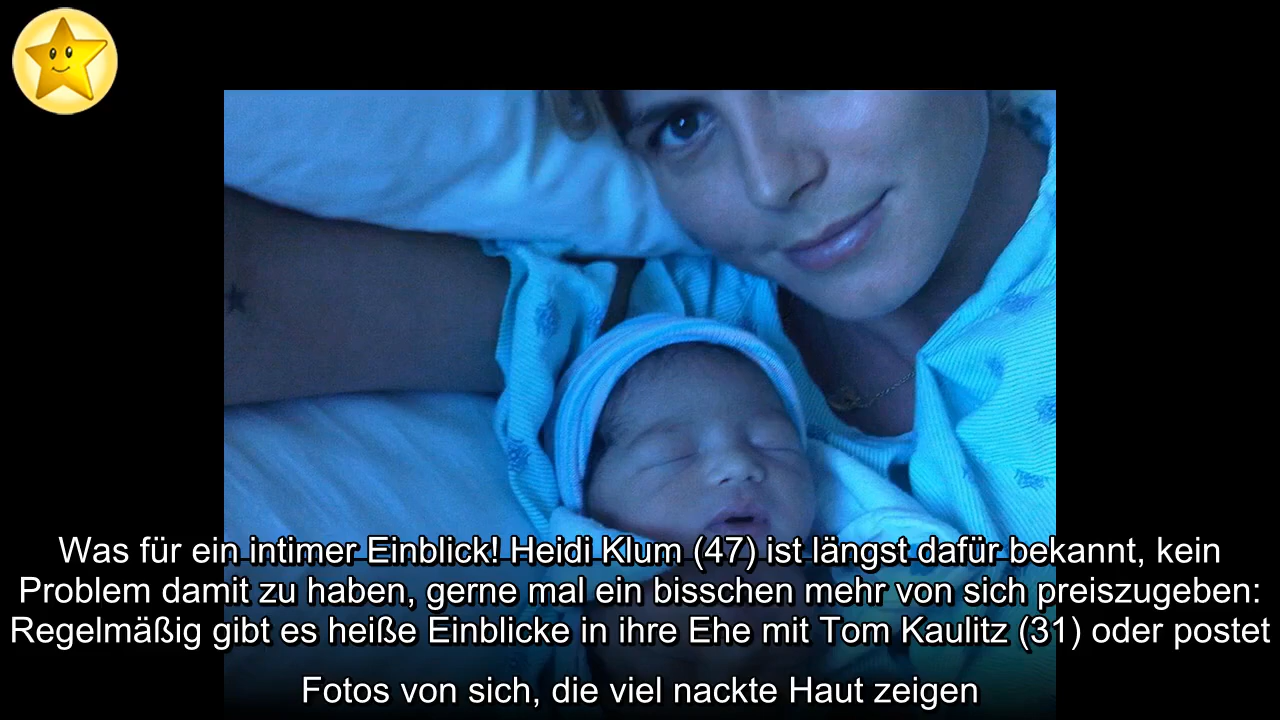 Was für ein intimer Einblick! Heidi Klum (47) ist längst dafür bekannt, kein
Problem damit zu haben, gerne mal ein bisschen mehr von sich preiszugeben:
Regelmäßig gibt es heiße Einblicke in ihre Ehe mit Tom Kaulitz (31) oder postet
Fotos von sich, die viel nackte Haut zeigen